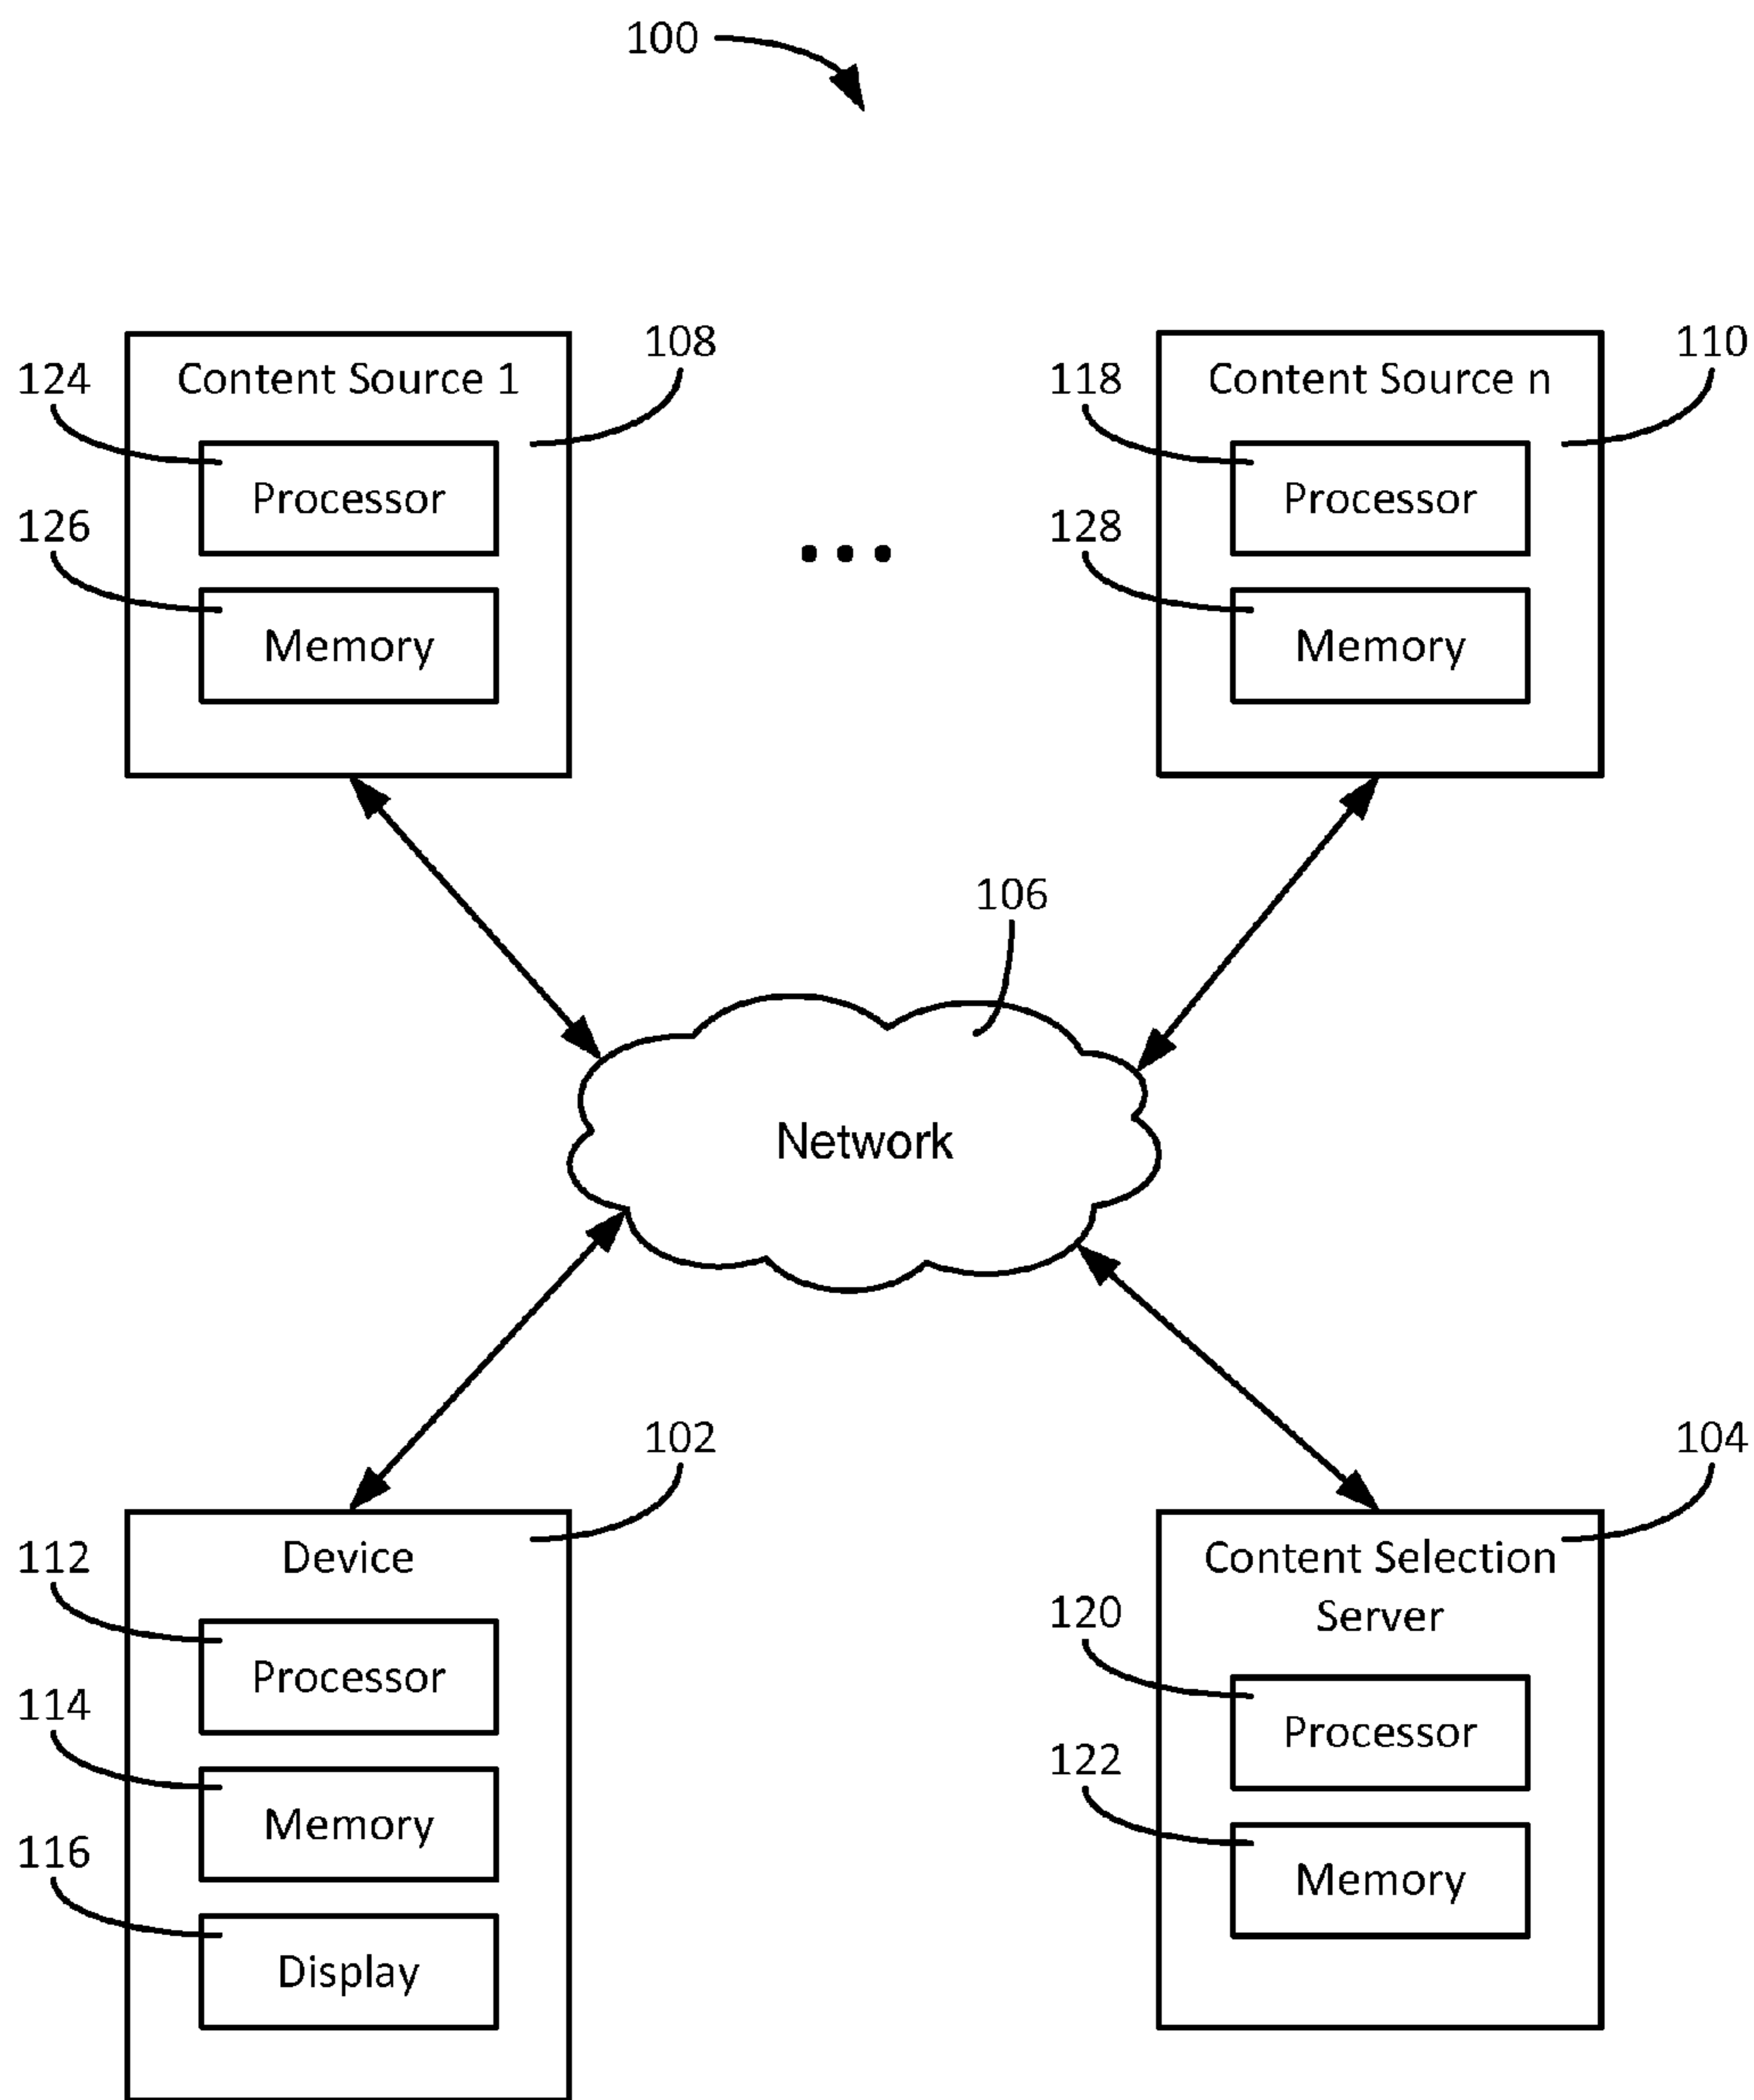 100
108
110
124
Content Source 1
118
Content Source n
Processor
Processor
126
128
Memory
Memory
106
Network
102
104
112
Device
Content Selection
Server
120
Processor
114
Processor
122
Memory
116
Memory
Display